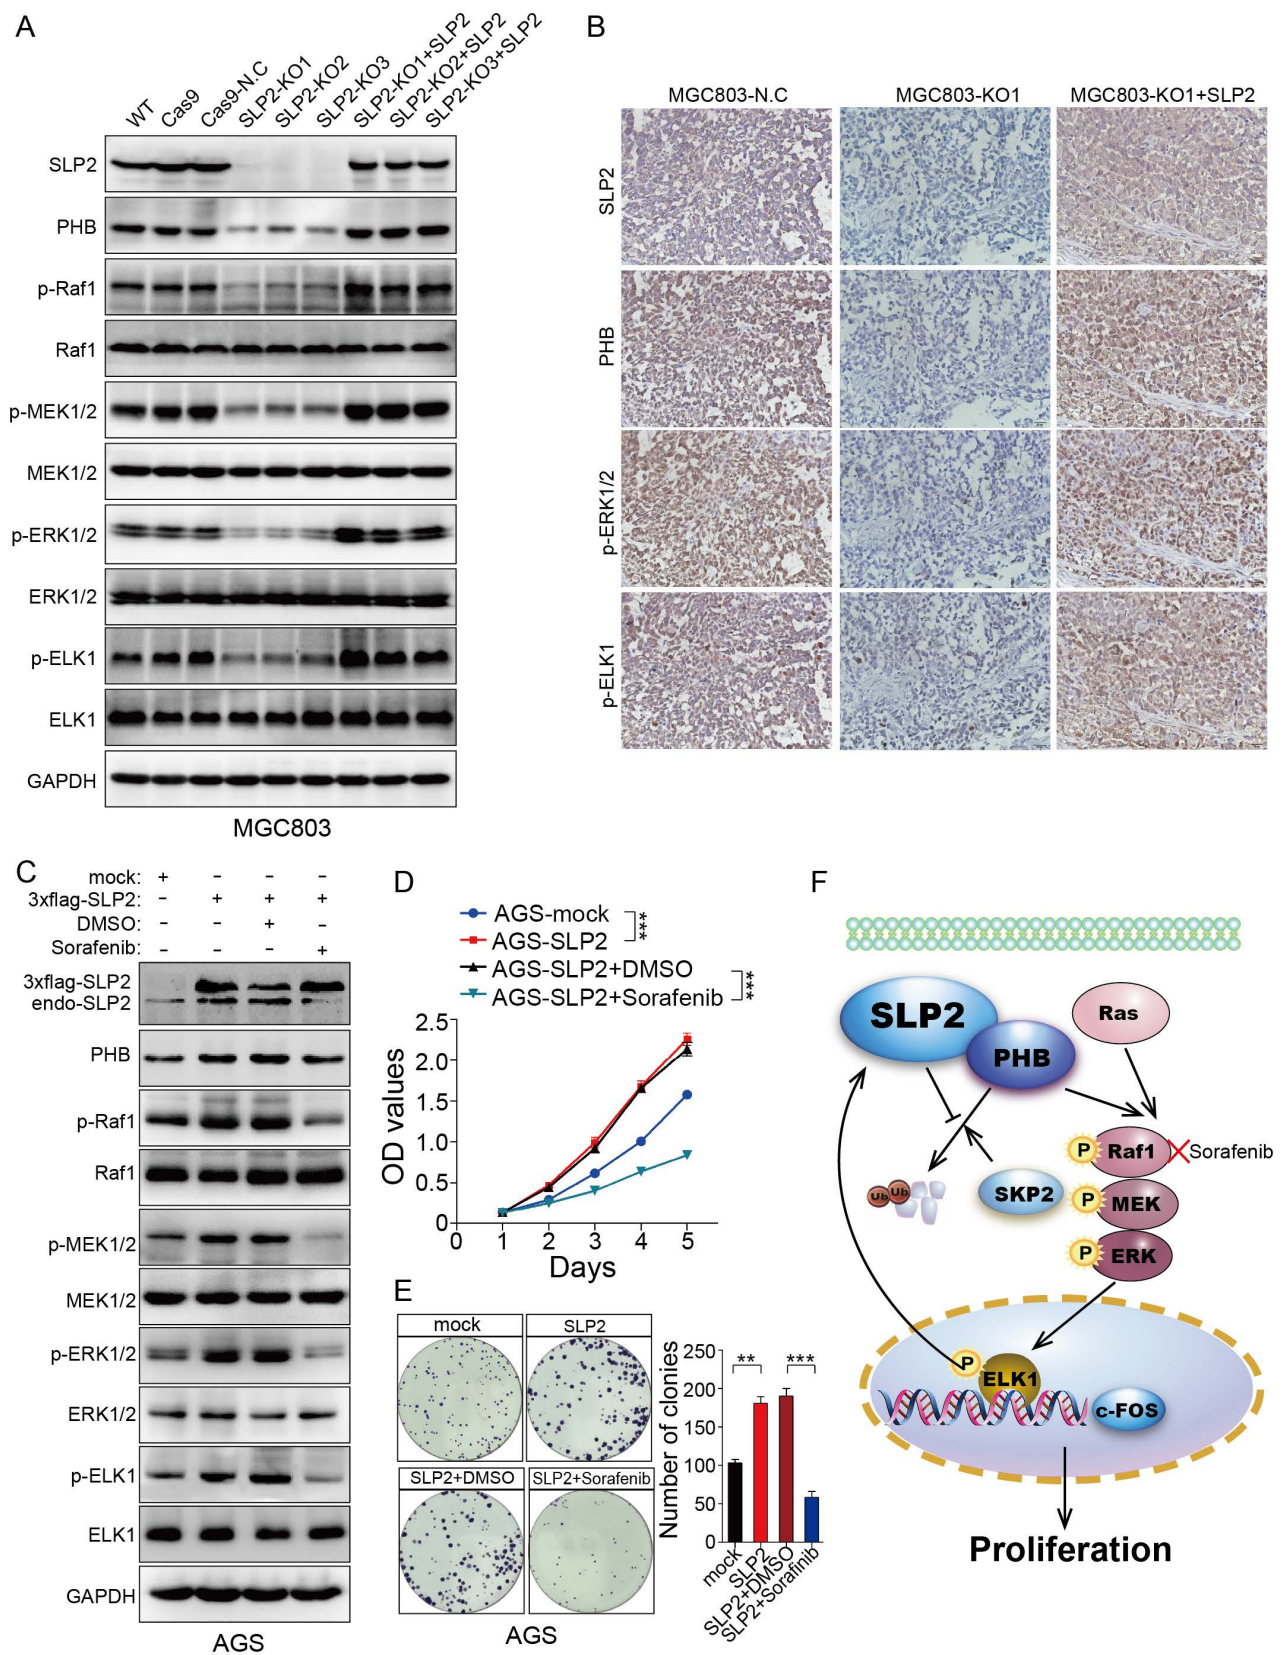 A
WT
Cas9
Cas9-N.C
SLP2-KO1
SLP2-KO2
SLP2-KO3
SLP2-KO1+SLP2
SLP2-KO2+SLP2
SLP2-KO3+SLP2
SLP2
PHB
p-Raf1
Raf1
p-MEK1/2
MEK1/2
p-ERK1/2
ERK1/2
p-ELK1
ELK1
GAPDH
MGC803
B
MGC803-N.C MGC803-KO1 MGC803-KO1+SLP2
SLP2
PHB
p-ERK1/2
p-ELK1
C
mock: + - - -
3xflag-SLP2: - + + +
DMSO: - - + -
Sorafenib: - - - +
3xflag-SLP2
endo-SLP2
PHB
p-Raf1
Raf1
p-MEK1/2
MEK1/2
p-ERK1/2
ERK1/2
p-ELK1
ELK1
GAPDH
AGS
D
AGS-mock
AGS-SLP2
AGS-SLP2+DMSO
AGS-SLP2+Sorafenib
***
***
OD values
2.5
2.0
1.5
1.0
0.5
0
0 1 2 3 4 5
Days
E
mock SLP2
SLP2+DMSO SLP2+Sorafenib
AGS
Number of clonies
250
200
150
100
50
0
** ***
mock
SLP2
SLP2+DMSO
SLP2+Sorafinib
F
SLP2
PHB
Ras
P Raf1 Sorafenib
SKP2
P MEK
P ERK
Ub Ub
P
ELK1
c-FOS
Proliferation